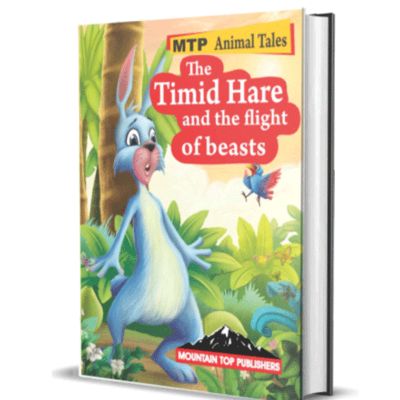 MTP Animal Tales
The
Timid Hare
and the flight
of beasts
MOUNTAIN TOP PUBLISHERS